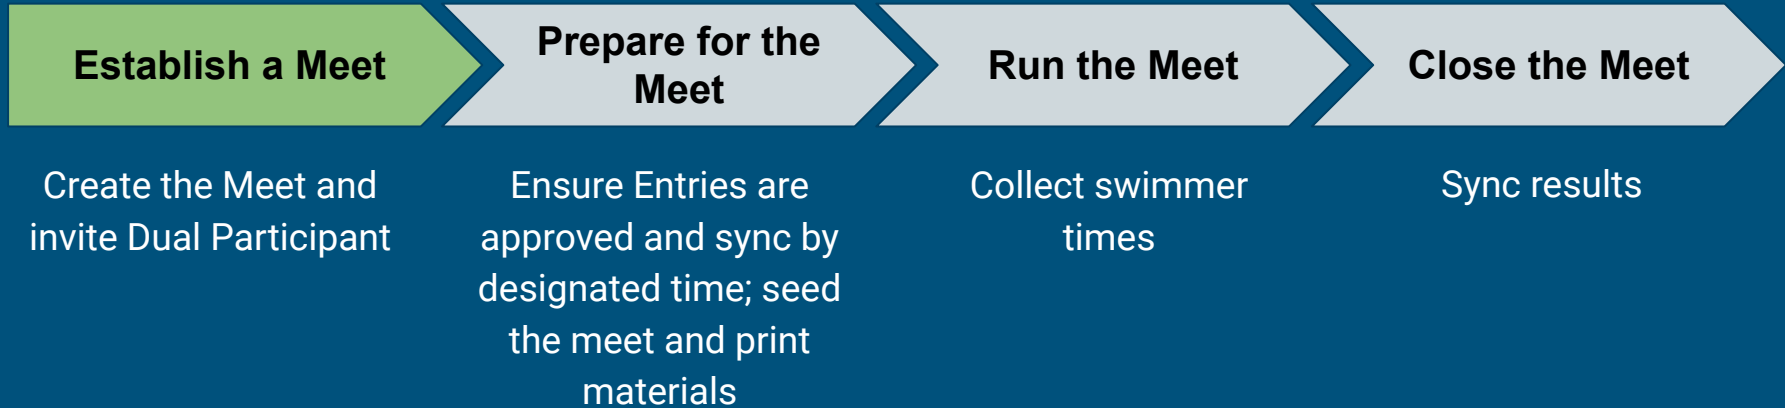 Establish a Meet
Create the Meet and
invite Dual Participant
Prepare for the
Meet
Ensure Entries are
approved and sync by
designated time; seed
the meet and print
materials
Run the Meet
Collect swimmer
times
Close the Meet
Sync results